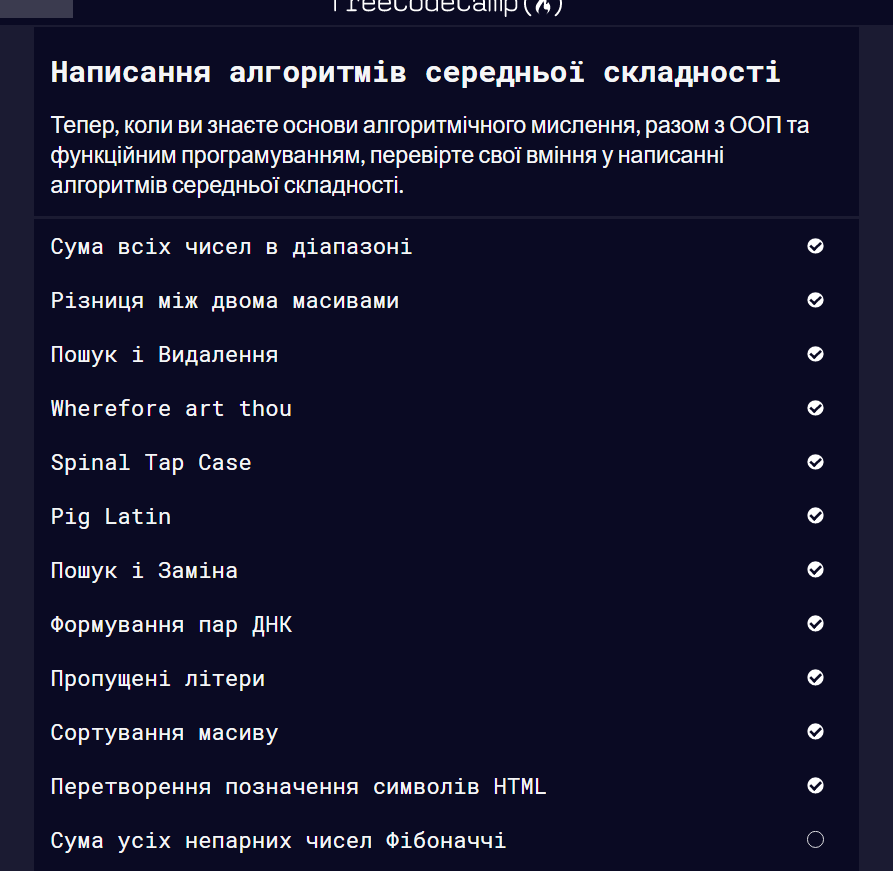 freeCodeCamp(🔥)
Написання алгоритмів середньої складності
Тепер, коли ви знаєте основи алгоритмічного мислення, разом з ООП та
функційним програмуванням, перевірте свої вміння у написанні
алгоритмів середньої складності.
Сума всіх чисел в діапазоні
Різниця між двома масивами
Пошук і Видалення
Wherefore art thou
Spinal Tap Case
Pig Latin
Пошук і Заміна
Формування пар ДНК
Пропущені літери
Сортування масиву
Перетворення позначення символів HTML
Сума усіх непарних чисел Фібоначчі